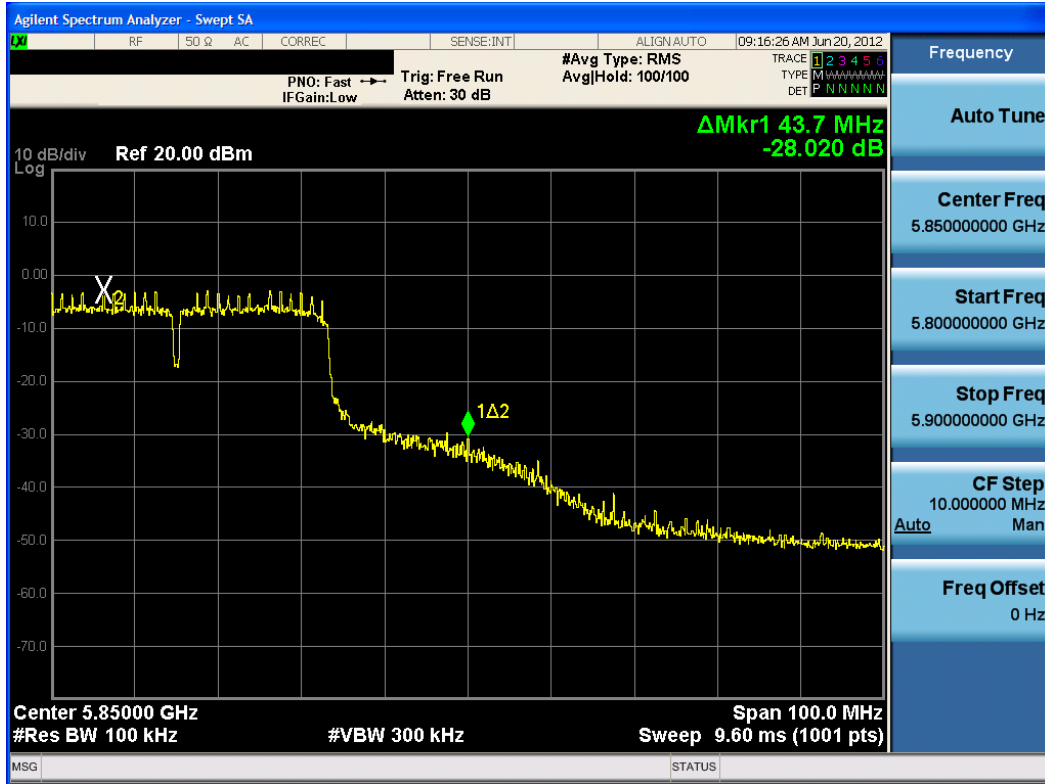 Agilent Spectrum Analyzer - Swept SA
LXI RF 50 Ω AC CORREC SENSE:INT ALIGN AUTO 09:16:26 AM Jun 20, 2012
Frequency
PNO: Fast
IFGain:Low
Trig: Free Run
Atten: 30 dB
#Avg Type: RMS
Avg|Hold: 100/100
TRACE 1 2 3 4 5 6
TYPE M
DET P N N N N N
Auto Tune
ΔMkr1 43.7 MHz
-28.020 dB
10 dB/div Ref 20.00 dBm
Log
10.0
0.00
-10.0
-20.0
-30.0
-40.0
-50.0
-60.0
-70.0
X2
1Δ2
Center Freq
5.850000000 GHz
Start Freq
5.800000000 GHz
Stop Freq
5.900000000 GHz
CF Step
10.000000 MHz
Auto Man
Freq Offset
0 Hz
Center 5.85000 GHz Span 100.0 MHz
#Res BW 100 kHz #VBW 300 kHz Sweep 9.60 ms (1001 pts)
MSG STATUS